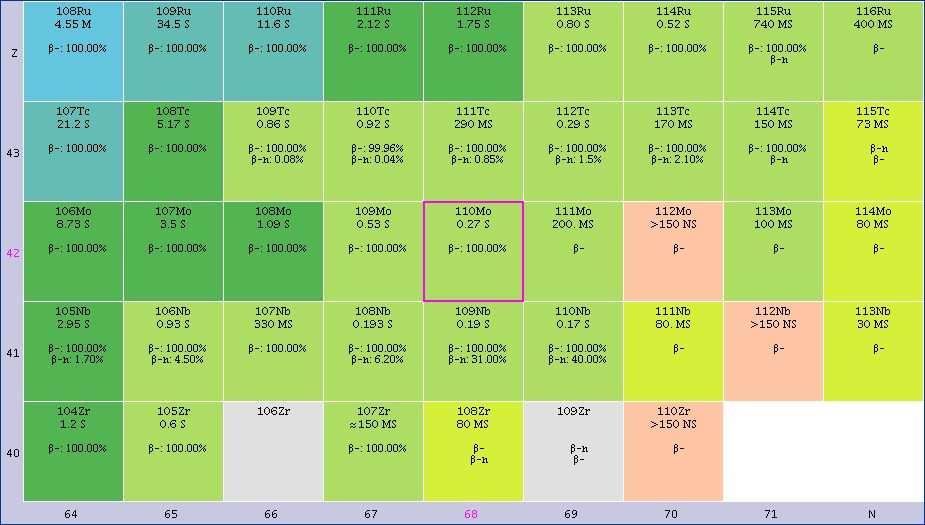 108Ru 109Ru 110Ru 111Ru 112Ru 113Ru 114Ru 115Ru 116Ru
4.55 M 34.5 S 11.6 S 2.12 S 1.75 S 0.80 S 0.52 S 740 MS 400 MS
Z β-: 100.00% β-: 100.00% β-: 100.00% β-: 100.00% β-: 100.00% β-: 100.00% β-: 100.00% β-: 100.00% β-
β-n
107Tc 108Tc 109Tc 110Tc 111Tc 112Tc 113Tc 114Tc 115Tc
21.2 S 5.17 S 0.86 S 0.92 S 290 MS 0.29 S 170 MS 150 MS 73 MS
43 β-: 100.00% β-: 100.00% β-: 100.00% β-: 99.96% β-: 100.00% β-: 100.00% β-: 100.00% β-: 100.00% β-n
β-n: 0.08% β-n: 0.04% β-n: 0.85% β-n: 1.5% β-n: 2.10% β-n β-
106Mo 107Mo 108Mo 109Mo 110Mo 111Mo 112Mo 113Mo 114Mo
8.73 S 3.5 S 1.09 S 0.53 S 0.27 S 200. MS >150 NS 100 MS 80 MS
42 β-: 100.00% β-: 100.00% β-: 100.00% β-: 100.00% β-: 100.00% β- β- β- β-
105Nb 106Nb 107Nb 108Nb 109Nb 110Nb 111Nb 112Nb 113Nb
2.95 S 0.93 S 330 MS 0.193 S 0.19 S 0.17 S 80. MS >150 NS 30 MS
41 β-: 100.00% β-: 100.00% β-: 100.00% β-: 100.00% β-: 100.00% β-: 100.00% β- β- β-
β-n: 1.70% β-n: 4.50% β-n: 6.20% β-n: 31.00% β-n: 40.00%
104Zr 105Zr 106Zr 107Zr 108Zr 109Zr 110Zr
1.2 S 0.6 S ≈150 MS 80 MS >150 NS
40 β-: 100.00% β-: 100.00% β-: 100.00% β- β-n β-
β-n β-
64 65 66 67 68 69 70 71 N